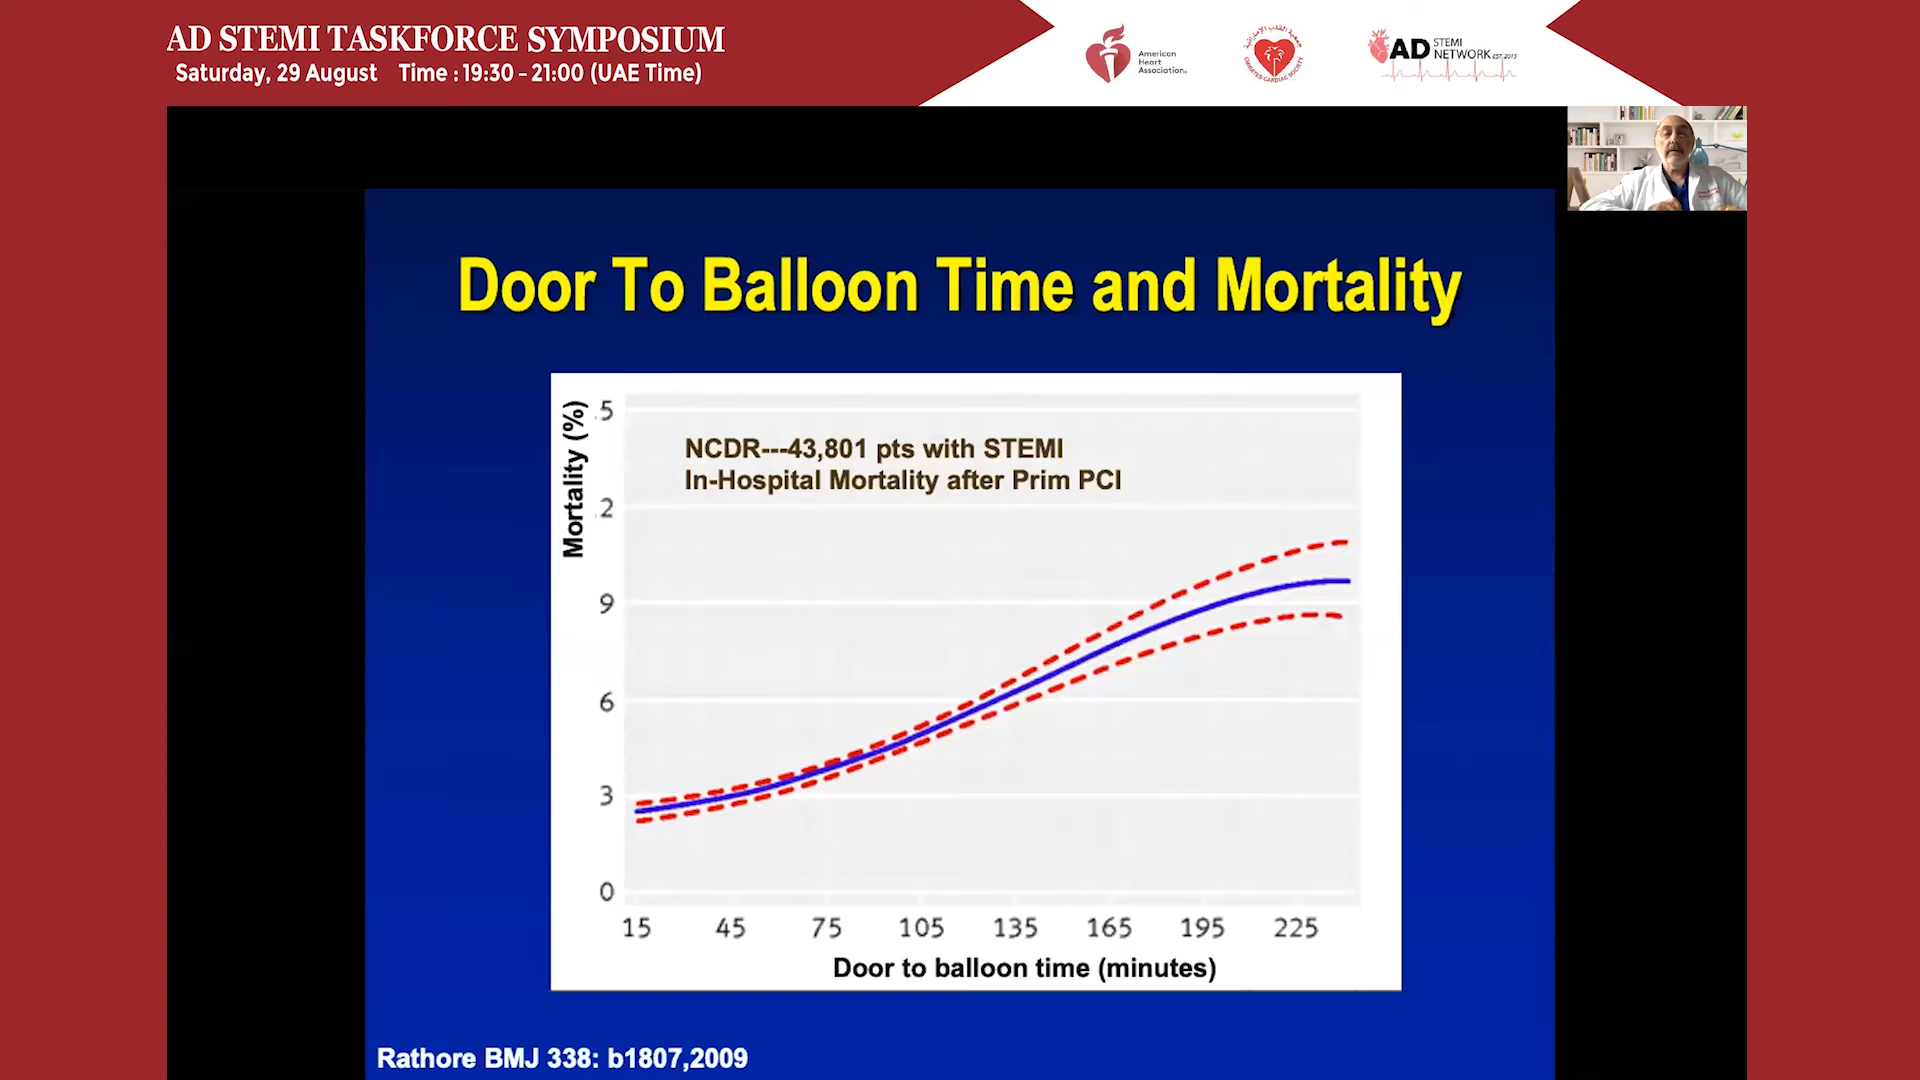 AD STEMI TASKFORCE SYMPOSIUM
Saturday, 29 August Time : 19:30 - 21:00 (UAE Time)
American
Heart
Association®
AD STEMI
NETWORK EST. 2015
Door To Balloon Time and Mortality
Mortality (%)
NCDR---43,801 pts with STEMI
In-Hospital Mortality after Prim PCI
5
2
9
6
3
0
15 45 75 105 135 165 195 225
Door to balloon time (minutes)
Rathore BMJ 338: b1807,2009